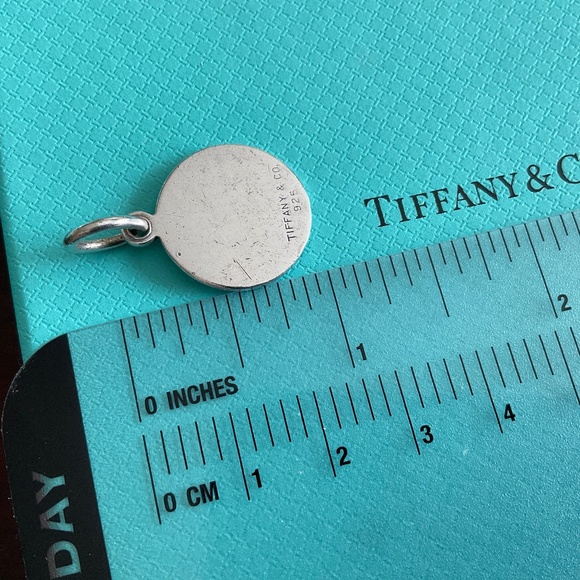 TIFFANY & CO.
925
TIFFANY & C
1
2
0 INCHES
0 CM
1
2
3
4
DAY